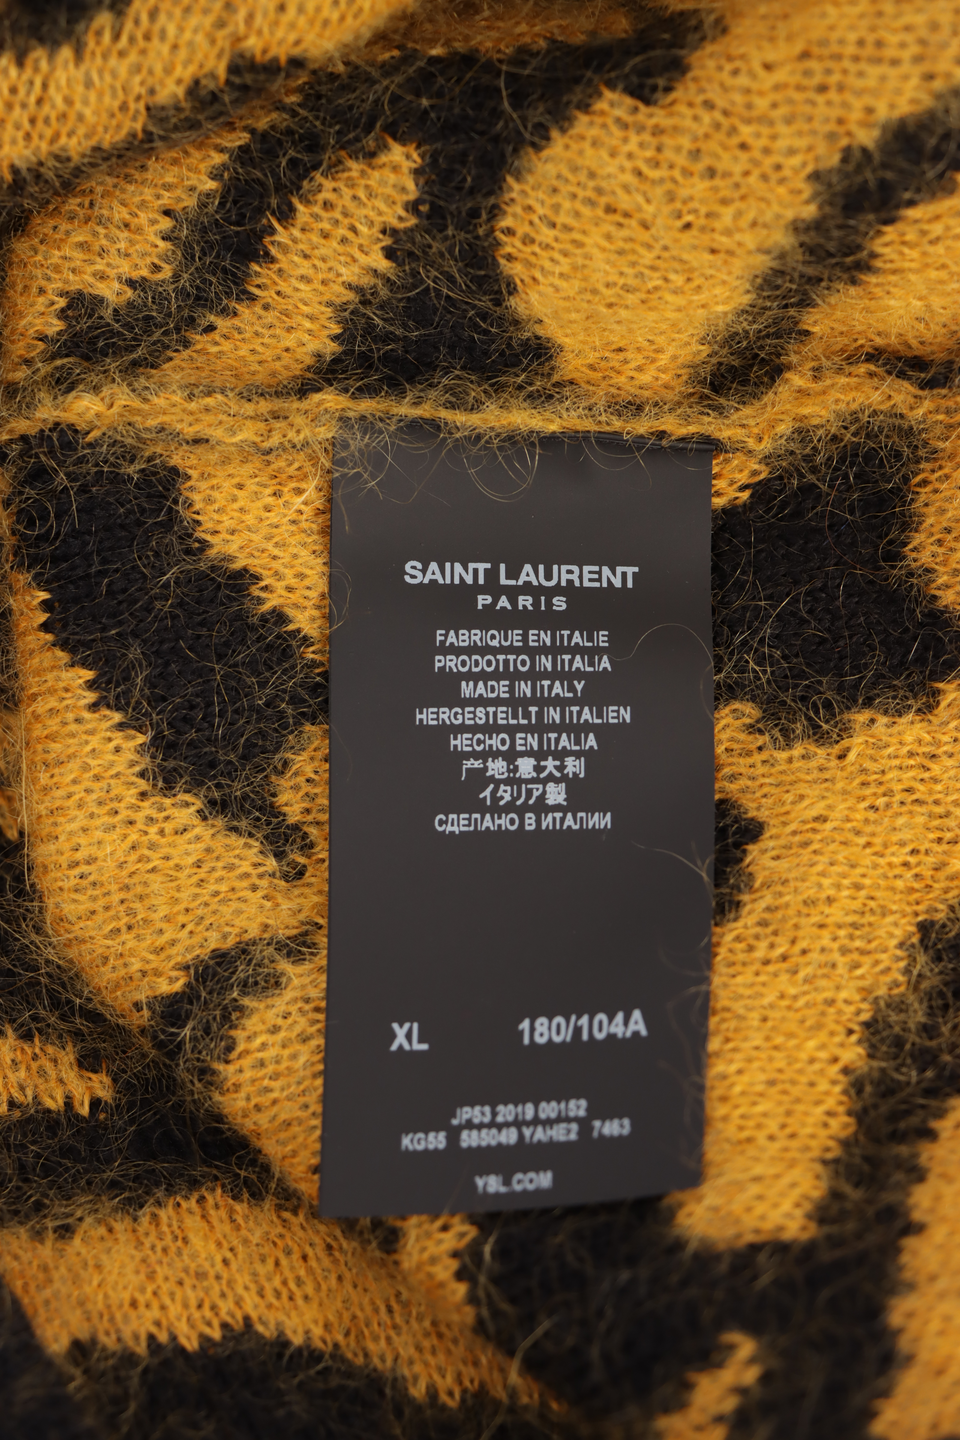 SAINT LAURENT
PARIS
FABRIQUE EN ITALIE
PRODOTTO IN ITALIA
MADE IN ITALY
HERGESTELLT IN ITALIEN
HECHO EN ITALIA
产地:意大利
イタリア製
СДЕЛАНО В ИТАЛИИ
XL 180/104A
JP53 2019 00152
KG55 585049 YAHE2 7463
YSL.COM